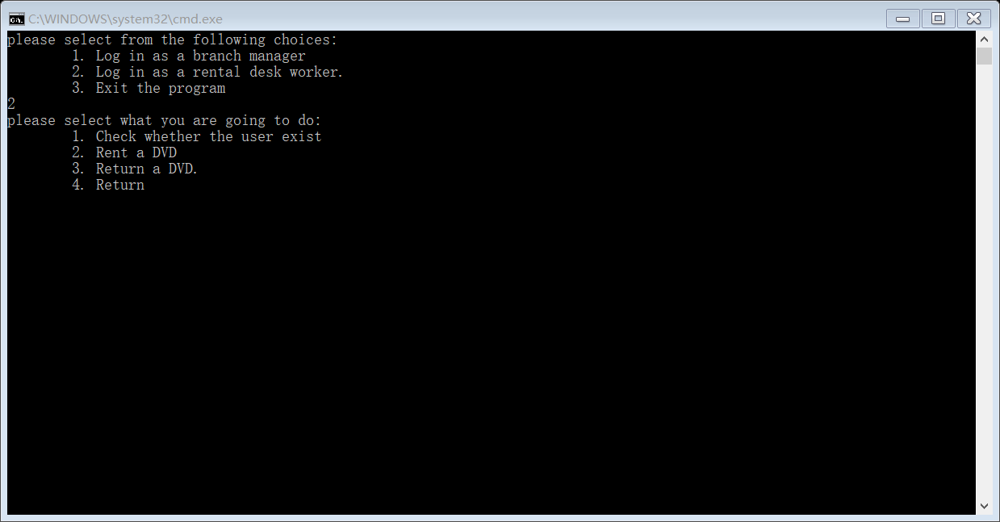 C:\WINDOWS\system32\cmd.exe
please select from the following choices:
1. Log in as a branch manager
2. Log in as a rental desk worker.
3. Exit the program
2
please select what you are going to do:
1. Check whether the user exist
2. Rent a DVD
3. Return a DVD.
4. Return